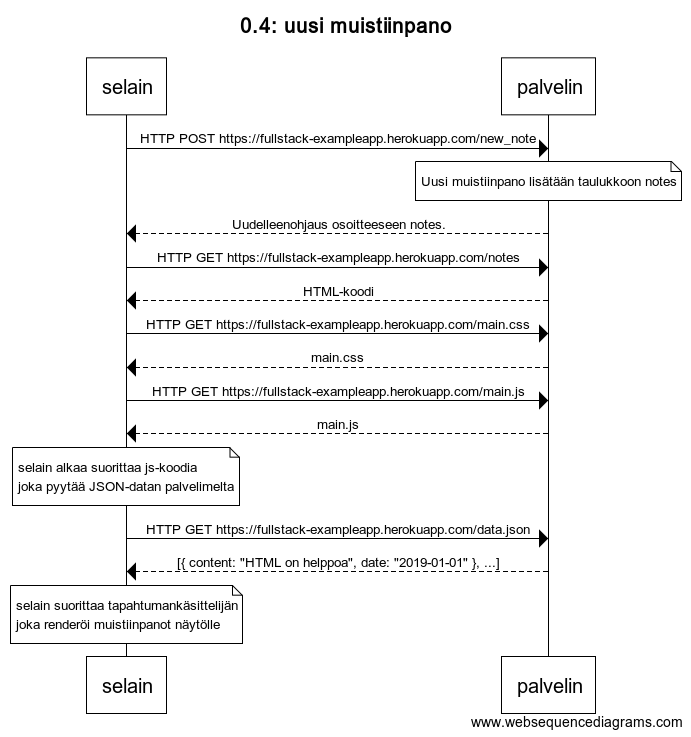 0.4: uusi muistiinpano
selain
palvelin
HTTP POST https://fullstack-exampleapp.herokuapp.com/new_note
Uusi muistiinpano lisätään taulukkoon notes
Uudelleenohjaus osoitteeseen notes.
HTTP GET https://fullstack-exampleapp.herokuapp.com/notes
HTML-koodi
HTTP GET https://fullstack-exampleapp.herokuapp.com/main.css
main.css
HTTP GET https://fullstack-exampleapp.herokuapp.com/main.js
main.js
selain alkaa suorittaa js-koodia
joka pyytää JSON-datan palvelimelta
HTTP GET https://fullstack-exampleapp.herokuapp.com/data.json
[{ content: "HTML on helppoa", date: "2019-01-01" }, ...]
selain suorittaa tapahtumankäsittelijän
joka renderöi muistiinpanot näytölle
selain
palvelin
www.websequencediagrams.com